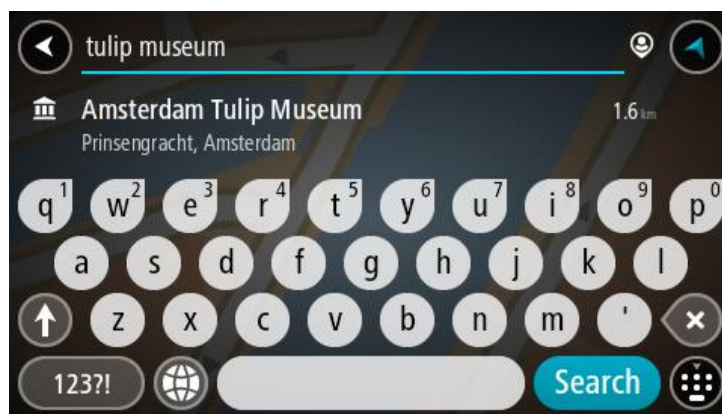 tulip museum
Amsterdam Tulip Museum 1.6 km
Prinsengracht, Amsterdam
q1 w2 e3 r4 t5 y6 u7 i8 o9 p0
a s d f g h j k l
z x c v b n m '
123?! Search